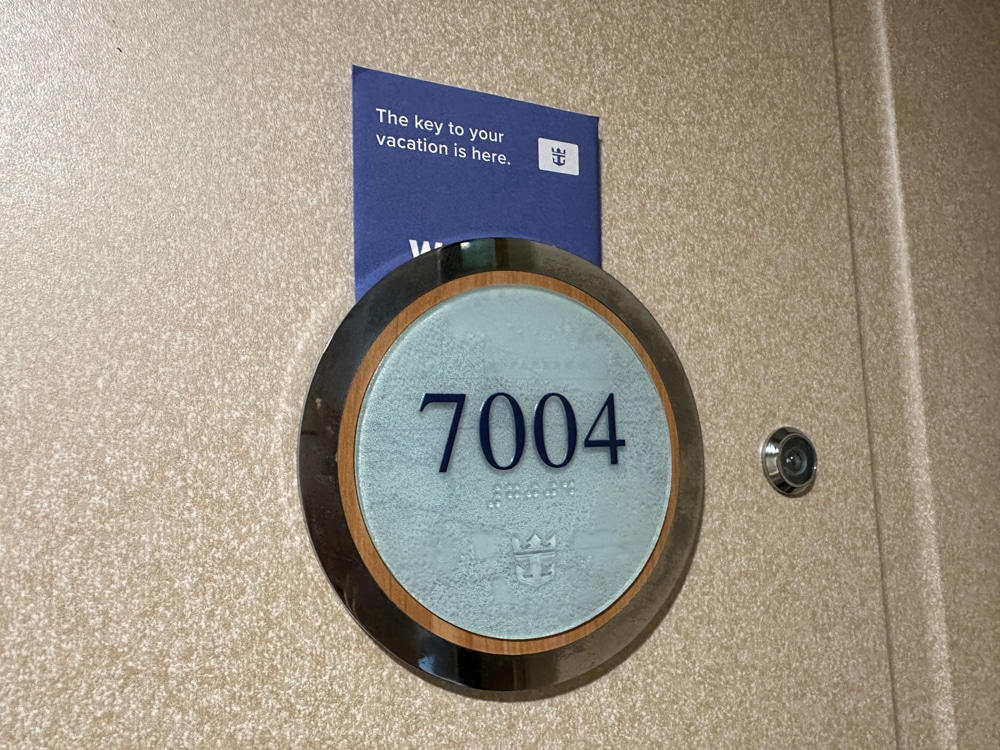 The key to your
vacation is here.
7004